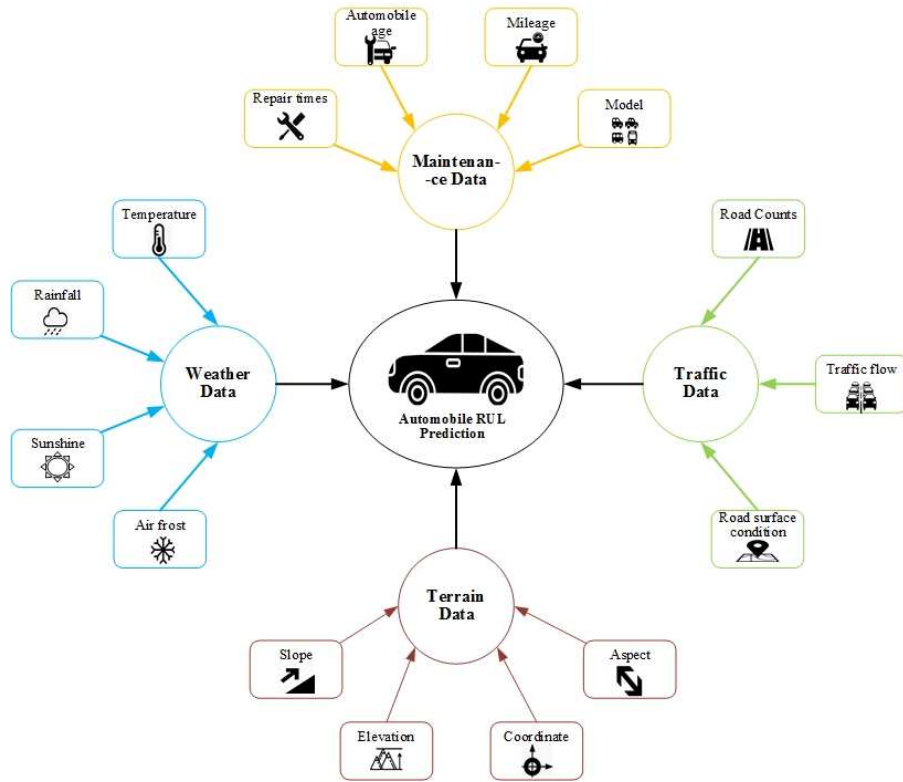 Automobile
age
Mileage
Repair times
Model
Maintenan-
-ce Data
Temperature
Road Counts
Rainfall
Weather
Data
Traffic
Data
Traffic flow
Automobile RUL
Prediction
Sunshine
Air frost
Road surface
condition
Terrain
Data
Slope
Aspect
Elevation
Coordinate